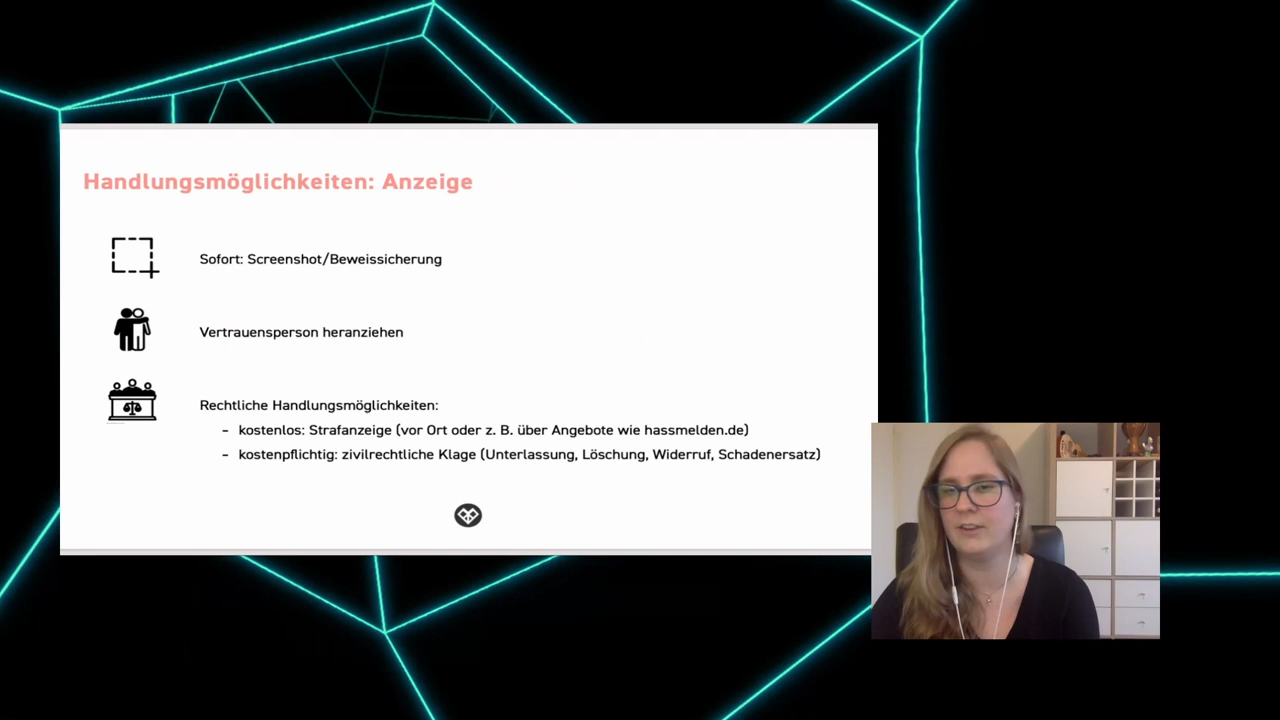 Handlungsmöglichkeiten: Anzeige
Sofort: Screenshot/Beweissicherung
Vertrauensperson heranziehen
Rechtliche Handlungsmöglichkeiten:
- kostenlos: Strafanzeige (vor Ort oder z. B. über Angebote wie hassmelden.de)
- kostenpflichtig: zivilrechtliche Klage (Unterlassung, Löschung, Widerruf, Schadenersatz)